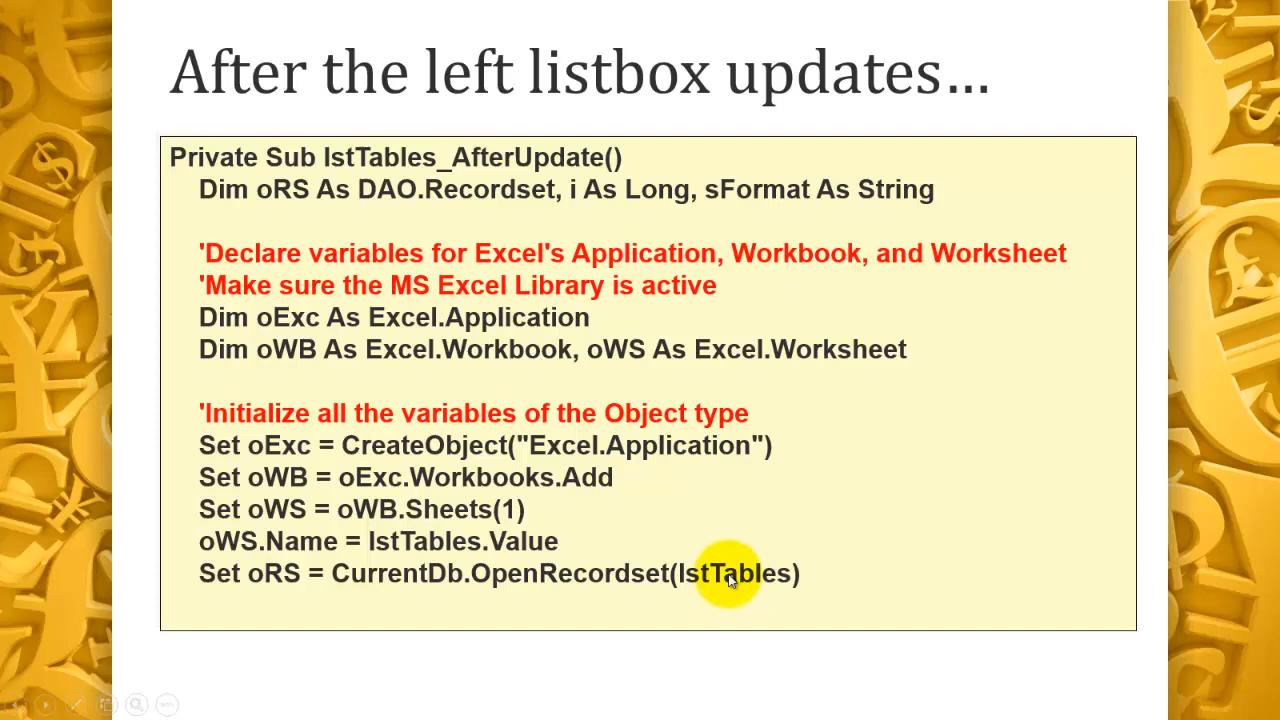 After the left listbox updates…
Private Sub lstTables_AfterUpdate()
Dim oRS As DAO.Recordset, i As Long, sFormat As String
'Declare variables for Excel's Application, Workbook, and Worksheet
'Make sure the MS Excel Library is active
Dim oExc As Excel.Application
Dim oWB As Excel.Workbook, oWS As Excel.Worksheet
'Initialize all the variables of the Object type
Set oExc = CreateObject("Excel.Application")
Set oWB = oExc.Workbooks.Add
Set oWS = oWB.Sheets(1)
oWS.Name = lstTables.Value
Set oRS = CurrentDb.OpenRecordset(lstTables)